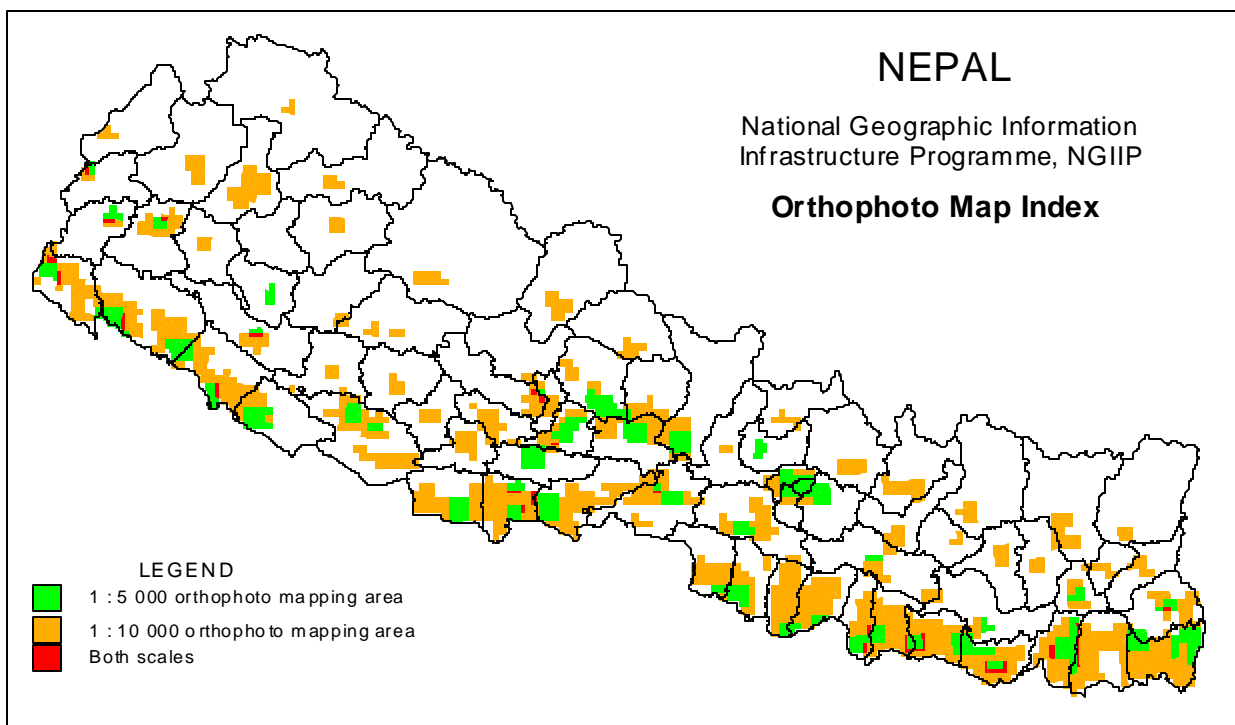 NEPAL
National Geographic Information
Infrastructure Programme, NGIIP
Orthophoto Map Index
LEGEND
1 : 5 000 orthophoto mapping area
1 : 10 000 orthophoto mapping area
Both scales